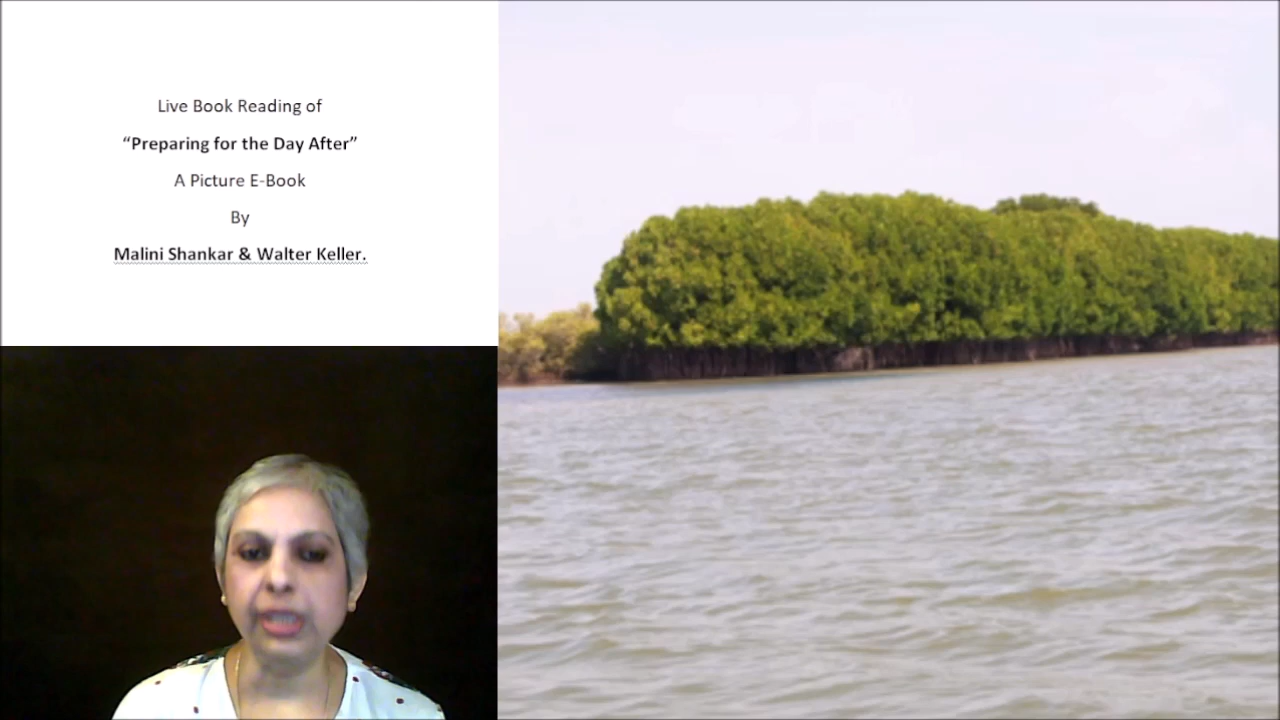 Live Book Reading of
“Preparing for the Day After”
A Picture E-Book
By
Malini Shankar & Walter Keller.